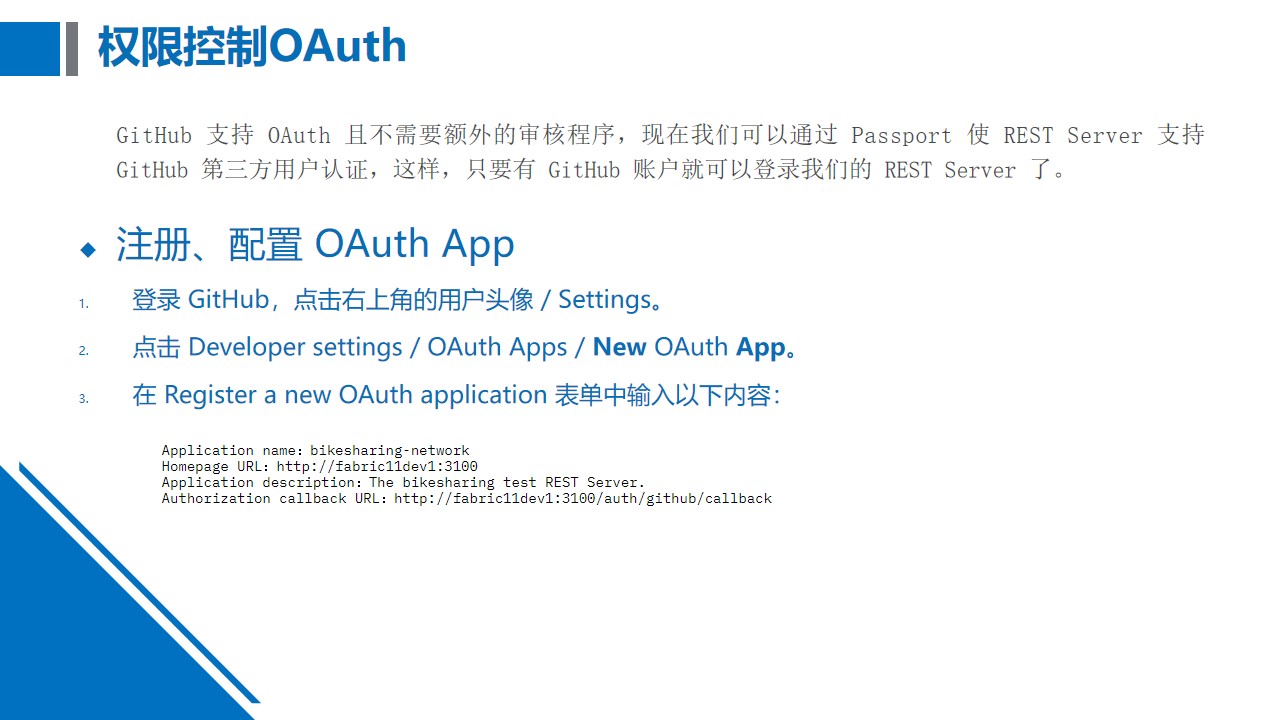 权限控制OAuth
GitHub 支持 OAuth 且不需要额外的审核程序，现在我们可以通过 Passport 使 REST Server 支持
GitHub 第三方用户认证，这样，只要有 GitHub 账户就可以登录我们的 REST Server 了。
◆ 注册、配置 OAuth App
1. 登录 GitHub，点击右上角的用户头像 / Settings。
2. 点击 Developer settings / OAuth Apps / New OAuth App。
3. 在 Register a new OAuth application 表单中输入以下内容：
Application name：bikesharing-network
Homepage URL：http://fabric11dev1:3100
Application description：The bikesharing test REST Server.
Authorization callback URL：http://fabric11dev1:3100/auth/github/callback